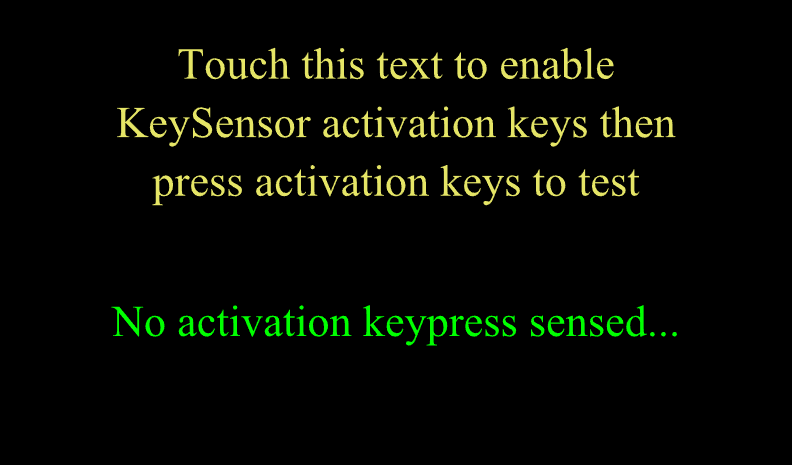 Touch this text to enable
KeySensor activation keys then
press activation keys to test
No activation keypress sensed...